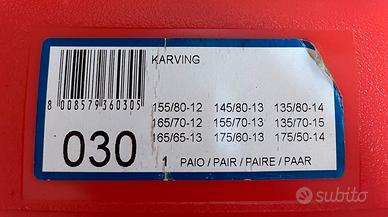 KARVING
8 008579 360305
155/80-12 145/80-13 135/80-14
165/70-12 155/70-13 135/70-15
165/65-13 175/60-13 175/50-14
030
1 PAIO / PAIR / PAIRE / PAAR
subito